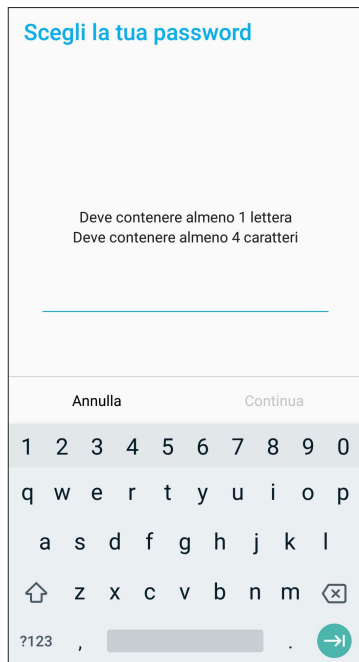 Scegli la tua password
Deve contenere almeno 1 lettera
Deve contenere almeno 4 caratteri
Annulla Continua
1 2 3 4 5 6 7 8 9 0
q w e r t y u i o p
a s d f g h j k l
z x c v b n m
?123 , .